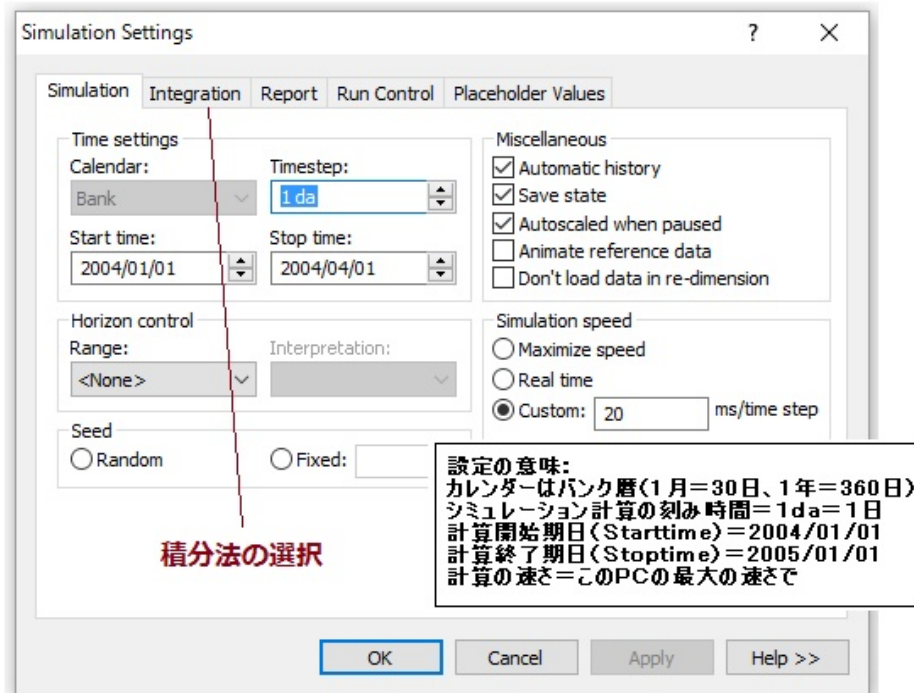 Simulation Settings
Simulation Integration Report Run Control Placeholder Values
Time settings
Calendar:
Bank
Timestep:
1 da
Start time:
2004/01/01
Stop time:
2004/04/01
Horizon control
Range:
<None>
Interpretation:
Seed
Random
Fixed:
Miscellaneous
Automatic history
Save state
Autoscaled when paused
Animate reference data
Don't load data in re-dimension
Simulation speed
Maximize speed
Real time
Custom: 20 ms/time step
積分法の選択
設定の意味:
カレンダーはバンク暦(1月=30日、1年=360日)
シミュレーション計算の刻み時間=1da=1日
計算開始期日(Starttime)=2004/01/01
計算終了期日(Stoptime)=2005/01/01
計算の速さ=このPCの最大の速さで
OK Cancel Apply Help >>